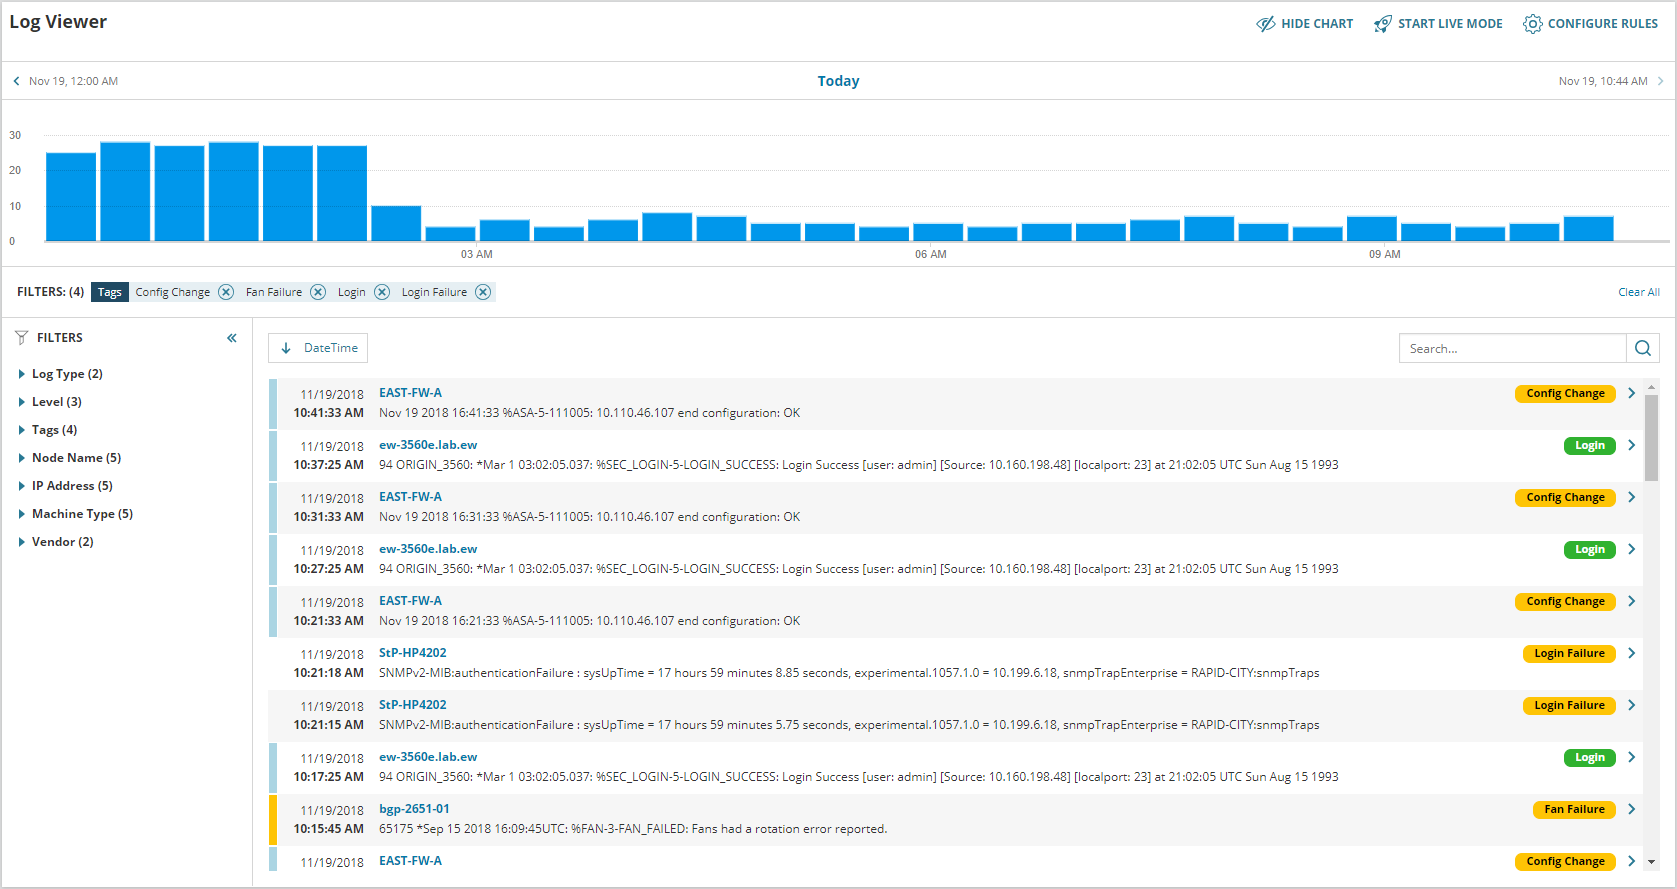 Log Viewer
HIDE CHART START LIVE MODE CONFIGURE RULES
Nov 19, 12:00 AM Today Nov 19, 10:44 AM
30
20
10
0
03 AM 06 AM 09 AM
FILTERS: (4) Tags Config Change Fan Failure Login Login Failure Clear All
FILTERS
Log Type (2)
Level (3)
Tags (4)
Node Name (5)
IP Address (5)
Machine Type (5)
Vendor (2)
DateTime Search...
11/19/2018 EAST-FW-A Config Change
10:41:33 AM Nov 19 2018 16:41:33 %ASA-5-111005: 10.110.46.107 end configuration: OK
11/19/2018 ew-3560e.lab.ew Login
10:37:25 AM 94 ORIGIN_3560: *Mar 1 03:02:05.037: %SEC_LOGIN-5-LOGIN_SUCCESS: Login Success [user: admin] [Source: 10.160.198.48] [localport: 23] at 21:02:05 UTC Sun Aug 15 1993
11/19/2018 EAST-FW-A Config Change
10:31:33 AM Nov 19 2018 16:31:33 %ASA-5-111005: 10.110.46.107 end configuration: OK
11/19/2018 ew-3560e.lab.ew Login
10:27:25 AM 94 ORIGIN_3560: *Mar 1 03:02:05.037: %SEC_LOGIN-5-LOGIN_SUCCESS: Login Success [user: admin] [Source: 10.160.198.48] [localport: 23] at 21:02:05 UTC Sun Aug 15 1993
11/19/2018 EAST-FW-A Config Change
10:21:33 AM Nov 19 2018 16:21:33 %ASA-5-111005: 10.110.46.107 end configuration: OK
11/19/2018 StP-HP4202 Login Failure
10:21:18 AM SNMPv2-MIB:authenticationFailure : sysUpTime = 17 hours 59 minutes 8.85 seconds, experimental.1057.1.0 = 10.199.6.18, snmpTrapEnterprise = RAPID-CITY:snmpTraps
11/19/2018 StP-HP4202 Login Failure
10:21:15 AM SNMPv2-MIB:authenticationFailure : sysUpTime = 17 hours 59 minutes 5.75 seconds, experimental.1057.1.0 = 10.199.6.18, snmpTrapEnterprise = RAPID-CITY:snmpTraps
11/19/2018 ew-3560e.lab.ew Login
10:17:25 AM 94 ORIGIN_3560: *Mar 1 03:02:05.037: %SEC_LOGIN-5-LOGIN_SUCCESS: Login Success [user: admin] [Source: 10.160.198.48] [localport: 23] at 21:02:05 UTC Sun Aug 15 1993
11/19/2018 bgp-2651-01 Fan Failure
10:15:45 AM 65175 *Sep 15 2018 16:09:45UTC: %FAN-3-FAN_FAILED: Fans had a rotation error reported.
11/19/2018 EAST-FW-A Config Change